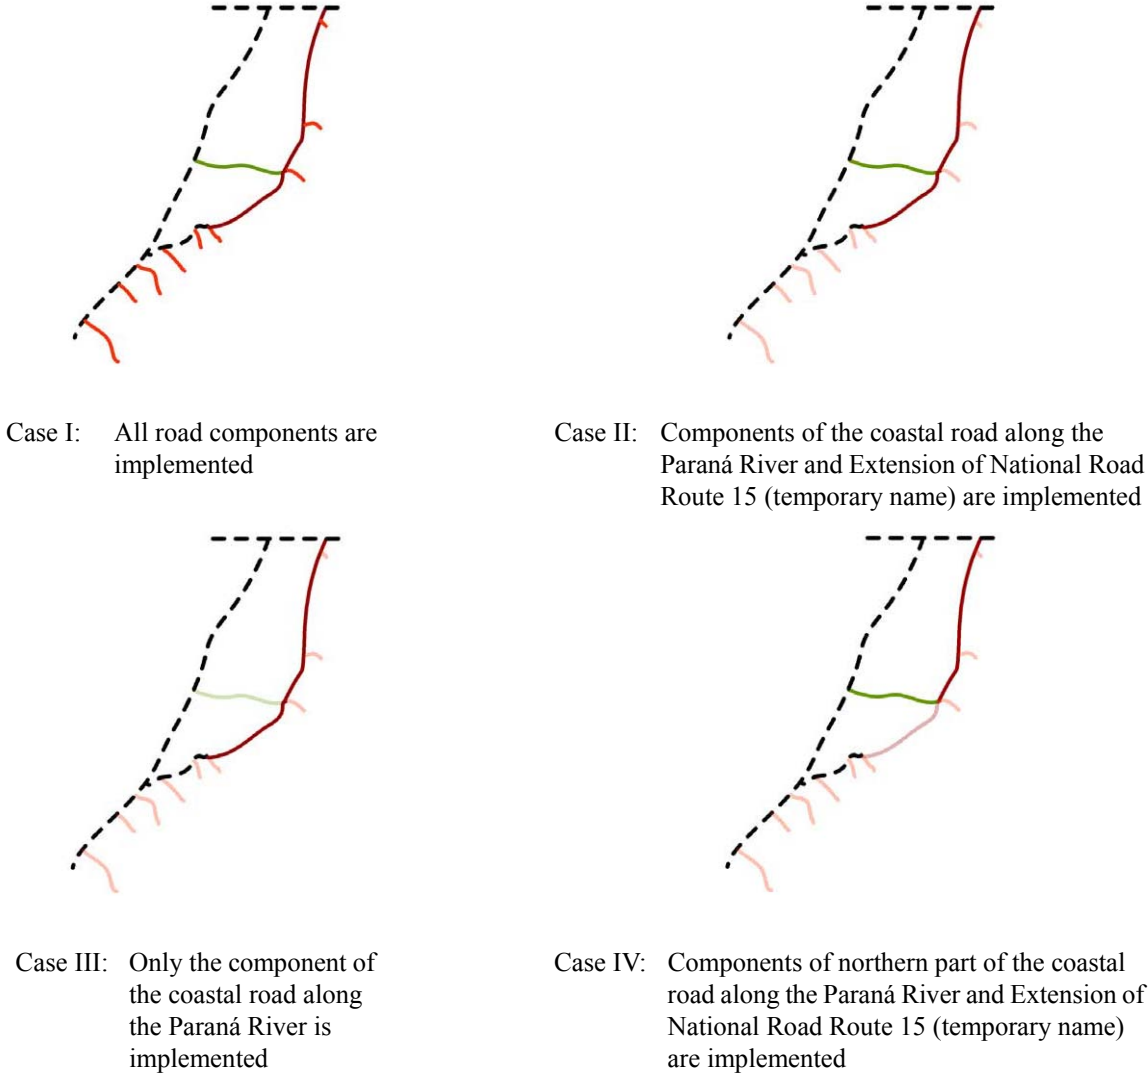 Case I: All road components are
implemented
Case II: Components of the coastal road along the
Paraná River and Extension of National Road
Route 15 (temporary name) are implemented
Case III: Only the component of
the coastal road along
the Paraná River is
implemented
Case IV: Components of northern part of the coastal
road along the Paraná River and Extension of
National Road Route 15 (temporary name)
are implemented